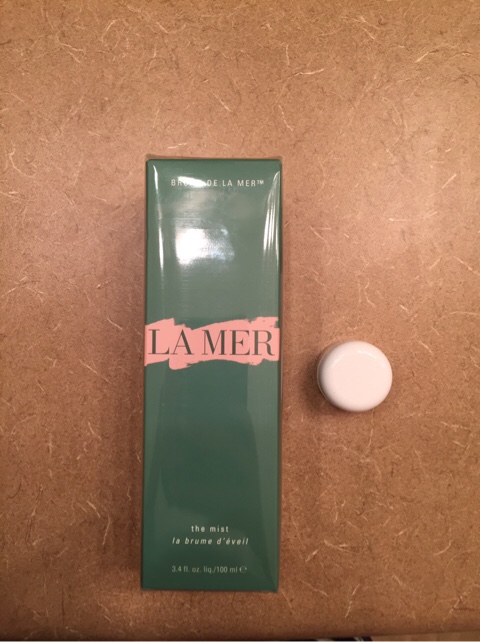 DE LA MER™
LA MER
the mist
la brume d'éveil
3.4 fl. oz. liq./100 ml ℮